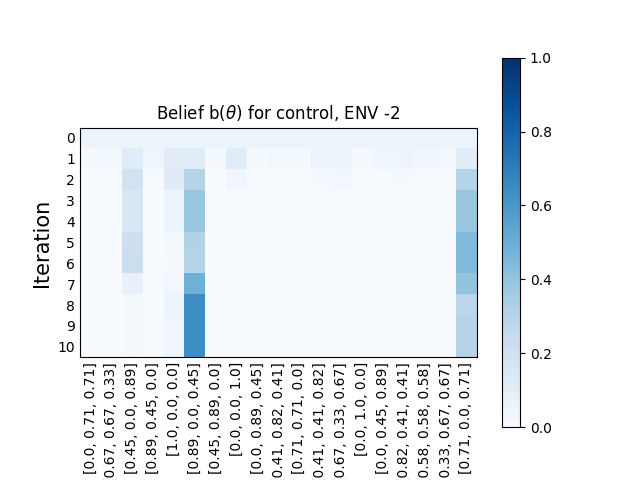 Belief b(θ) for control, ENV -2
Iteration
0
1
2
3
4
5
6
7
8
9
10
[0.0, 0.71, 0.71]
0.67, 0.67, 0.33]
[0.45, 0.0, 0.89]
[0.89, 0.45, 0.0]
[1.0, 0.0, 0.0]
[0.89, 0.0, 0.45]
[0.45, 0.89, 0.0]
[0.0, 0.0, 1.0]
[0.0, 0.89, 0.45]
0.41, 0.82, 0.41]
[0.71, 0.71, 0.0]
0.41, 0.41, 0.82]
0.67, 0.33, 0.67]
[0.0, 1.0, 0.0]
[0.0, 0.45, 0.89]
0.82, 0.41, 0.41]
0.58, 0.58, 0.58]
0.33, 0.67, 0.67]
[0.71, 0.0, 0.71]
1.0
0.8
0.6
0.4
0.2
0.0